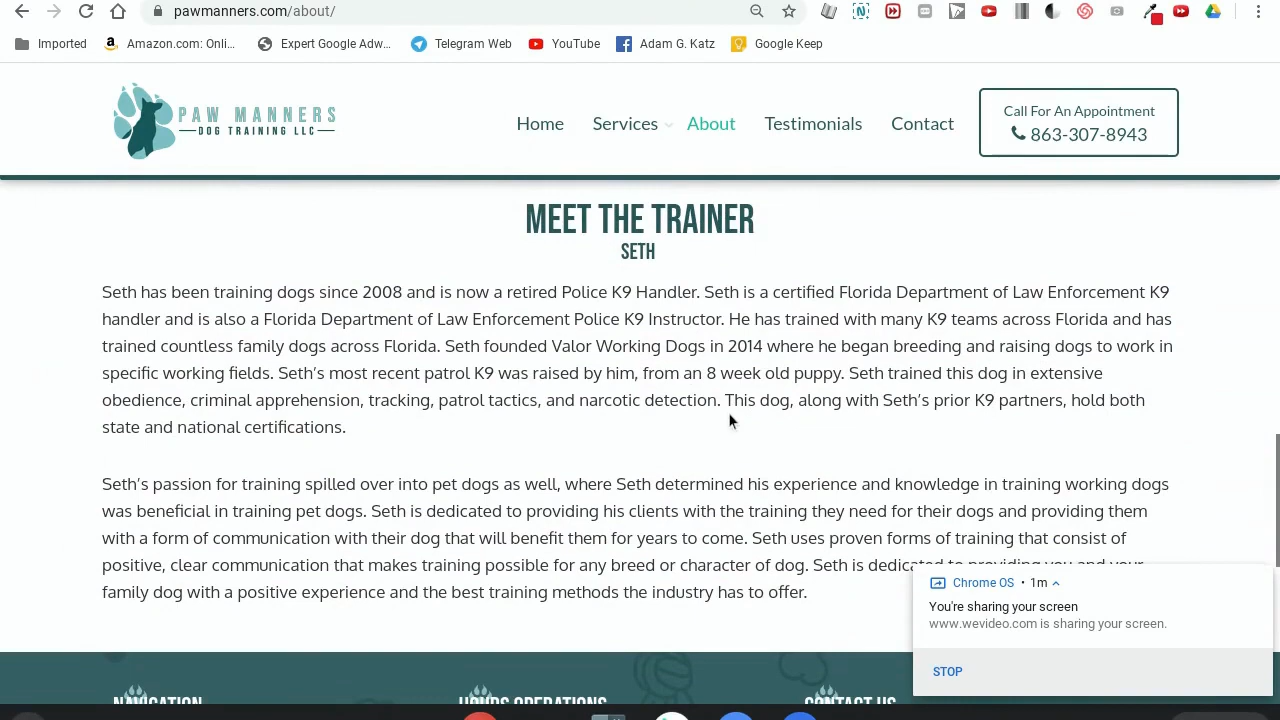 pawmanners.com/about/
Imported Amazon.com: Onli... Expert Google Adw... Telegram Web YouTube Adam G. Katz Google Keep
PAW MANNERS
DOG TRAINING LLC
Home Services About Testimonials Contact
Call For An Appointment
863-307-8943
MEET THE TRAINER
SETH
Seth has been training dogs since 2008 and is now a retired Police K9 Handler. Seth is a certified Florida Department of Law Enforcement K9
handler and is also a Florida Department of Law Enforcement Police K9 Instructor. He has trained with many K9 teams across Florida and has
trained countless family dogs across Florida. Seth founded Valor Working Dogs in 2014 where he began breeding and raising dogs to work in
specific working fields. Seth’s most recent patrol K9 was raised by him, from an 8 week old puppy. Seth trained this dog in extensive
obedience, criminal apprehension, tracking, patrol tactics, and narcotic detection. This dog, along with Seth’s prior K9 partners, hold both
state and national certifications.
Seth’s passion for training spilled over into pet dogs as well, where Seth determined his experience and knowledge in training working dogs
was beneficial in training pet dogs. Seth is dedicated to providing his clients with the training they need for their dogs and providing them
with a form of communication with their dog that will benefit them for years to come. Seth uses proven forms of training that consist of
positive, clear communication that makes training possible for any breed or character of dog. Seth is dedicated to providing you and your
family dog with a positive experience and the best training methods the industry has to offer.
Chrome OS • 1m
You're sharing your screen
www.wevideo.com is sharing your screen.
STOP
NAVIGATION HOURS OPERATIONS CONTACT US